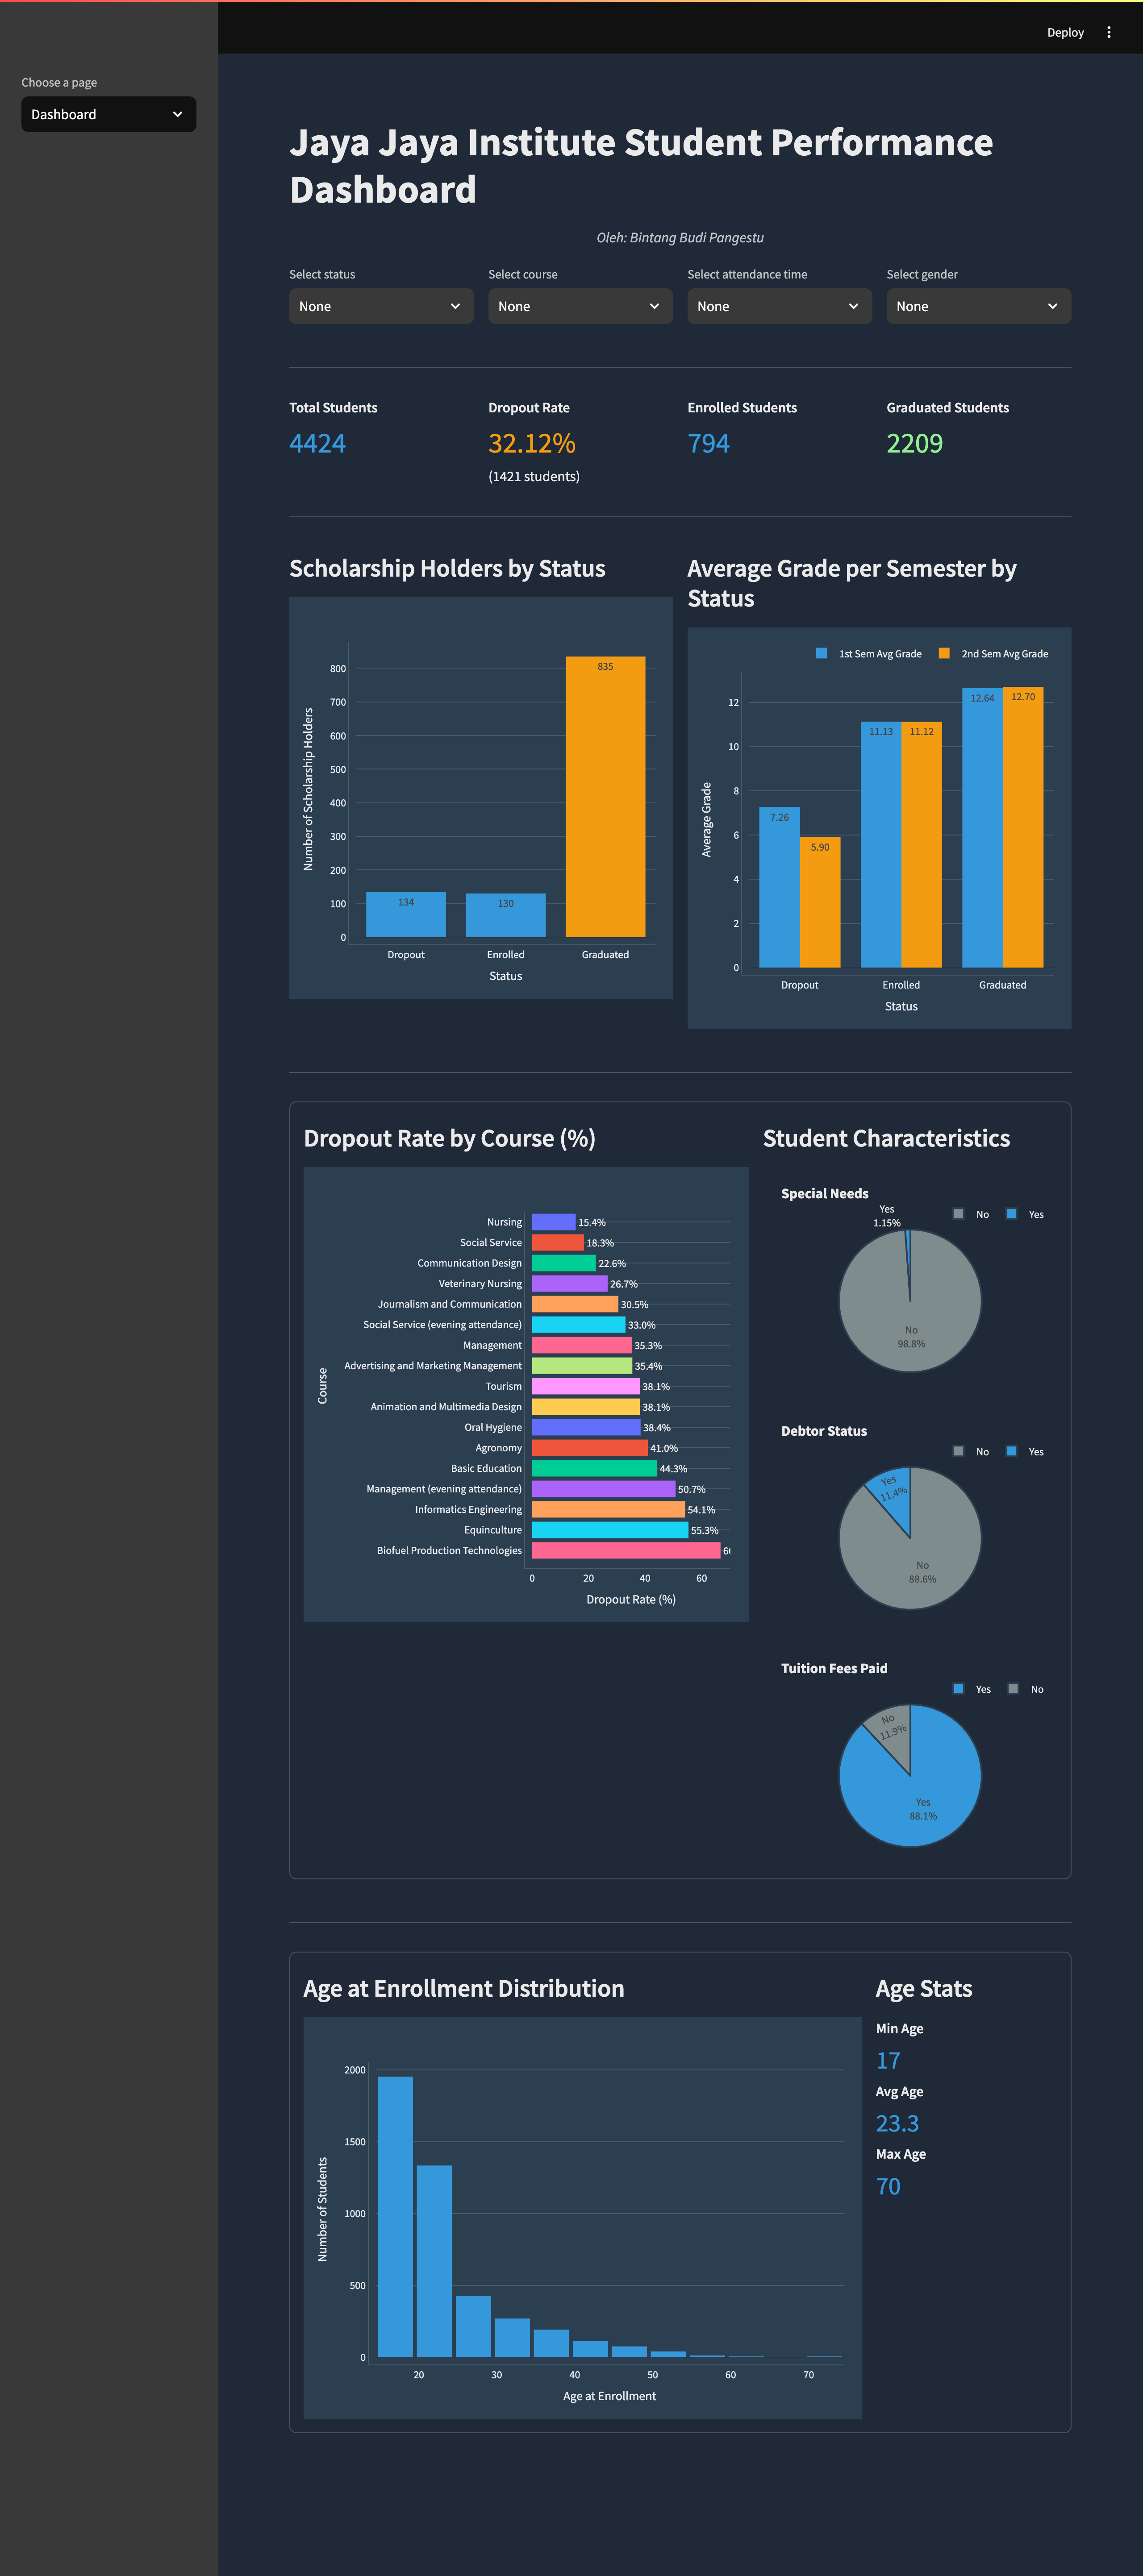 Deploy
Choose a page
Dashboard
Jaya Jaya Institute Student Performance
Dashboard
Oleh: Bintang Budi Pangestu
Select status
Select course
Select attendance time
Select gender
None
None
None
None
Total Students
Dropout Rate
Enrolled Students
Graduated Students
4424
32.12%
794
2209
(1421 students)
Scholarship Holders by Status
Number of Scholarship Holders
800
700
600
500
400
300
200
100
0
134
130
835
Dropout
Enrolled
Graduated
Status
Average Grade per Semester by
Status
1st Sem Avg Grade
2nd Sem Avg Grade
Average Grade
12
10
8
6
4
2
0
7.26
5.90
11.13
11.12
12.64
12.70
Dropout
Enrolled
Graduated
Status
Dropout Rate by Course (%)
Course
Nursing 15.4%
Social Service 18.3%
Communication Design 22.6%
Veterinary Nursing 26.7%
Journalism and Communication 30.5%
Social Service (evening attendance) 33.0%
Management 35.3%
Advertising and Marketing Management 35.4%
Tourism 38.1%
Animation and Multimedia Design 38.1%
Oral Hygiene 38.4%
Agronomy 41.0%
Basic Education 44.3%
Management (evening attendance) 50.7%
Informatics Engineering 54.1%
Equinculture 55.3%
Biofuel Production Technologies
0
20
40
60
Dropout Rate (%)
Student Characteristics
Special Needs
No
Yes
Yes
1.15%
No
98.8%
Debtor Status
No
Yes
Yes
11.4%
No
88.6%
Tuition Fees Paid
Yes
No
No
11.9%
Yes
88.1%
Age at Enrollment Distribution
Number of Students
2000
1500
1000
500
0
20
30
40
50
60
70
Age at Enrollment
Age Stats
Min Age
17
Avg Age
23.3
Max Age
70